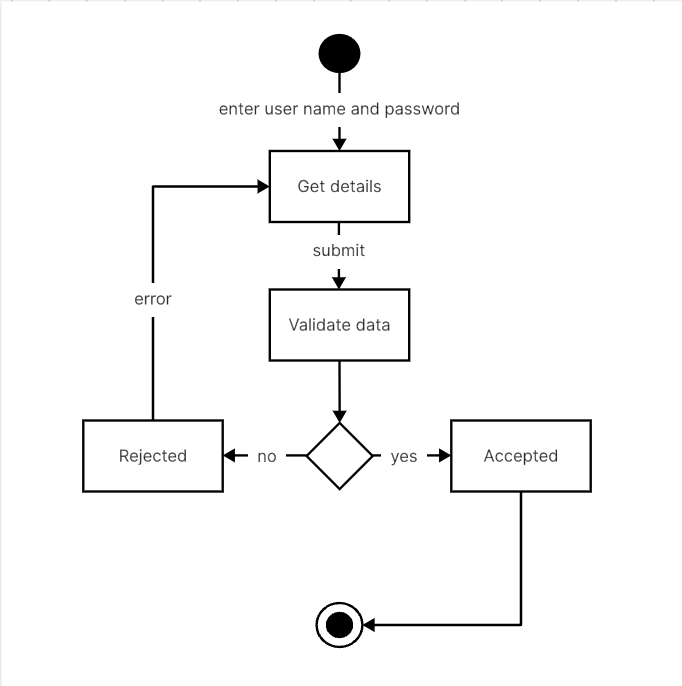 enter user name and password
Get details
submit
error
Validate data
Rejected
no
yes
Accepted